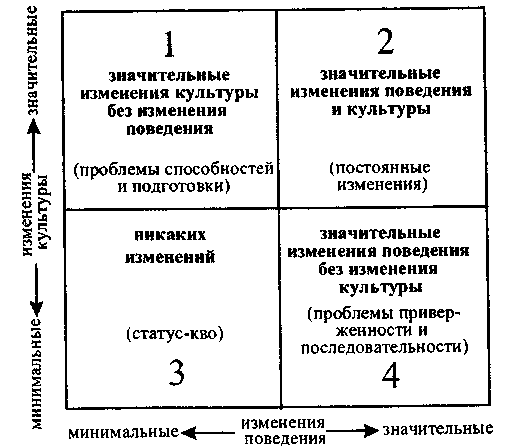 значительные
изменения
культуры
минимальные
1
значительные
изменения культуры
без изменения
поведения
(проблемы способностей
и подготовки)
2
значительные
изменения поведения
и культуры
(постоянные
изменения)
никаких
изменений
(статус-кво)
3
значительные
изменения поведения
без изменения
культуры
(проблемы привер-
женности и
последовательности)
4
минимальные
изменения
поведения
значительные